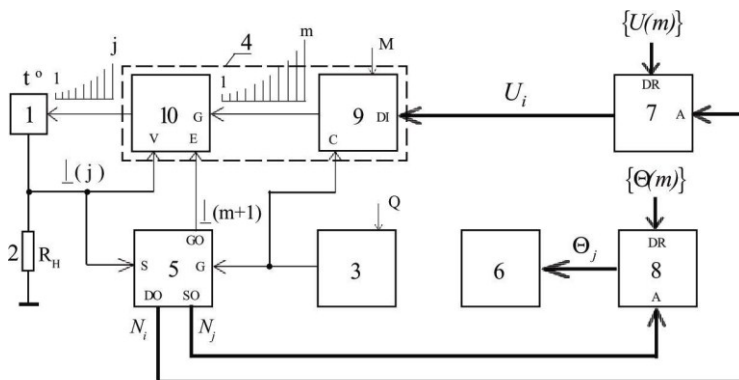 {U(m)}
4
m
M
j
1
t°
1
DR
U_i
7
A
1
10
G
V
E
9
DI
C
{Θ(m)}
⊥(j)
⊥(m+1)
Q
DR
Θ_j
2
R_H
GO
S
5
G
DO
SO
3
6
8
A
N_i
N_j